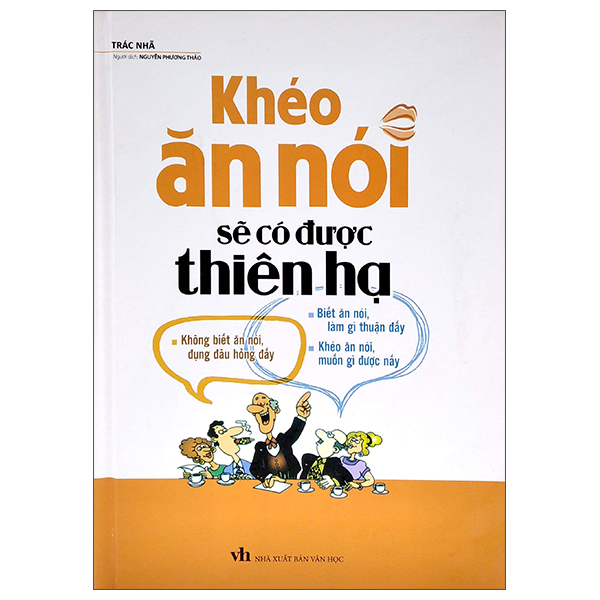 TRÁC NHÃ
Người dịch: NGUYỄN PHƯƠNG THẢO
Khéo
ăn nói
sẽ có được
thiên hạ
Biết ăn nói,
làm gì thuận đấy
Không biết ăn nói,
đụng đâu hỏng đấy
Khéo ăn nói,
muốn gì được nấy
vh NHÀ XUẤT BẢN VĂN HỌC